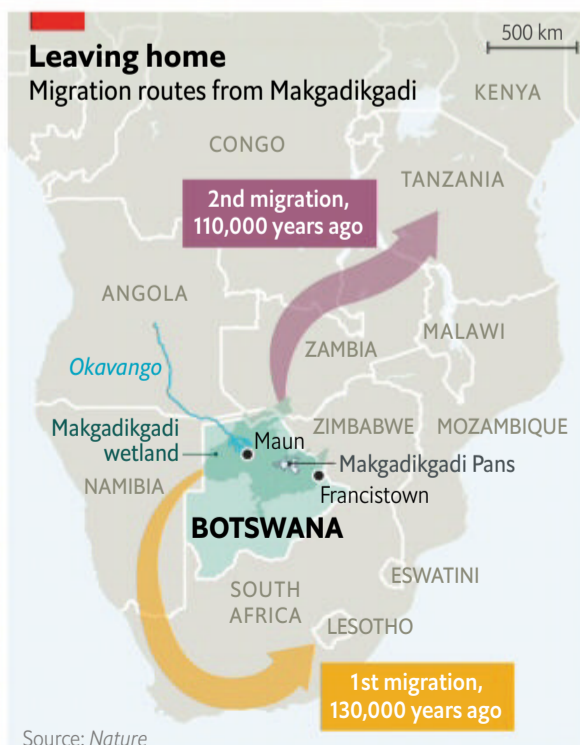 Leaving home
Migration routes from Makgadikgadi
500 km
KENYA
CONGO
TANZANIA
2nd migration,
110,000 years ago
ANGOLA
MALAWI
ZAMBIA
Okavango
Makgadikgadi
wetland
Maun
ZIMBABWE
MOZAMBIQUE
Makgadikgadi Pans
NAMIBIA
Francistown
BOTSWANA
ESWATINI
SOUTH
AFRICA
LESOTHO
1st migration,
130,000 years ago
Source: Nature